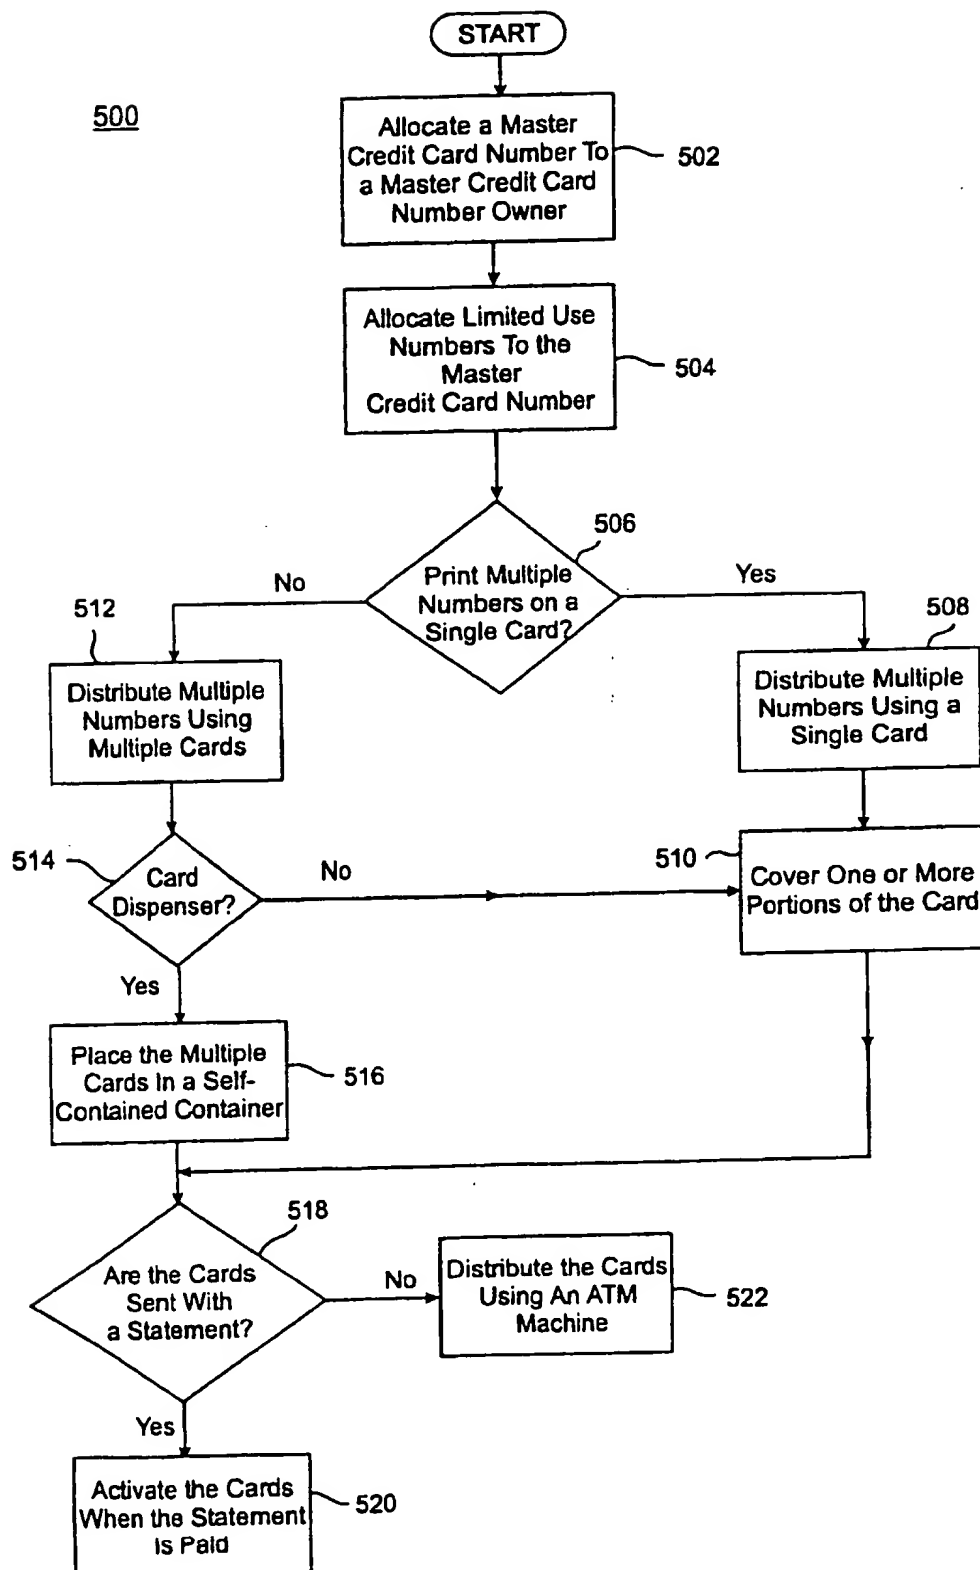 START
500
Allocate a Master
Credit Card Number To
a Master Credit Card
Number Owner
502
Allocate Limited Use
Numbers To the
Master
Credit Card Number
504
506
Print Multiple
Numbers on a
Single Card?
No
Yes
512
508
Distribute Multiple
Numbers Using
Multiple Cards
Distribute Multiple
Numbers Using a
Single Card
514
Card
Dispenser?
No
510
Cover One or More
Portions of the Card
Yes
Place the Multiple
Cards In a Self-
Contained Container
516
518
Are the Cards
Sent With
a Statement?
No
Distribute the Cards
Using An ATM
Machine
522
Yes
Activate the Cards
When the Statement
is Paid
520